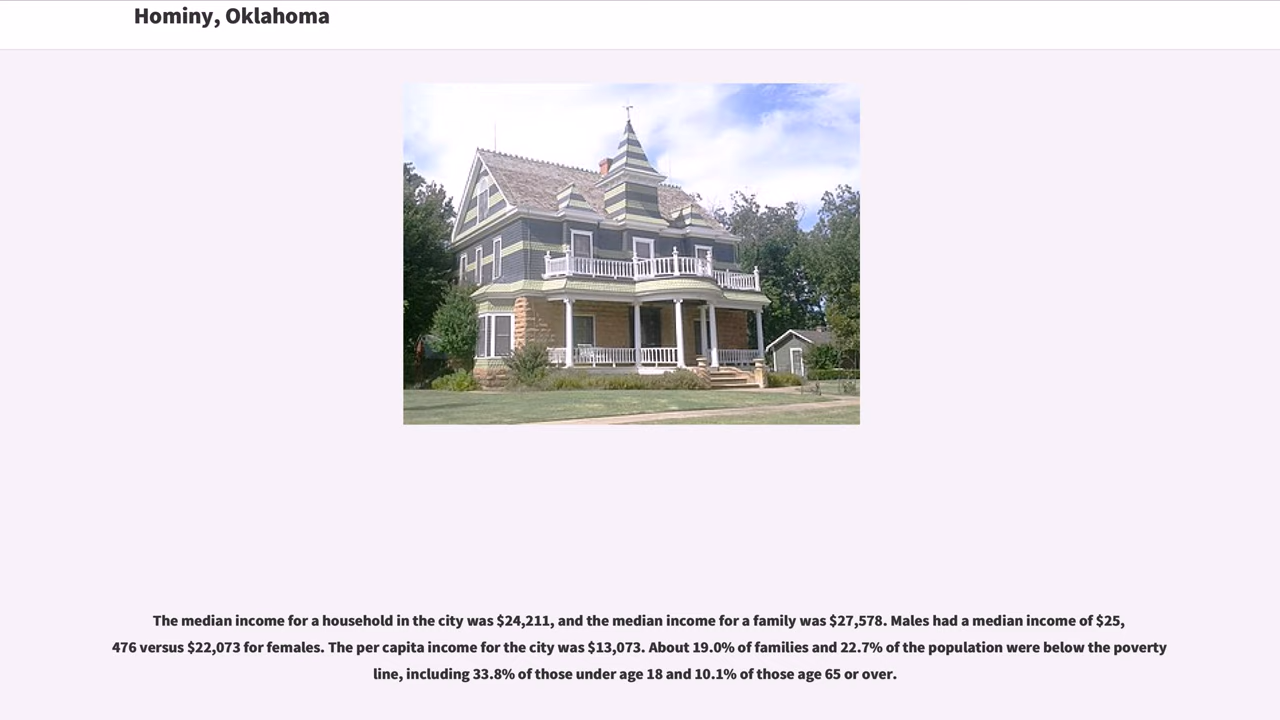 Hominy, Oklahoma
The median income for a household in the city was $24,211, and the median income for a family was $27,578. Males had a median income of $25,
476 versus $22,073 for females. The per capita income for the city was $13,073. About 19.0% of families and 22.7% of the population were below the poverty
line, including 33.8% of those under age 18 and 10.1% of those age 65 or over.